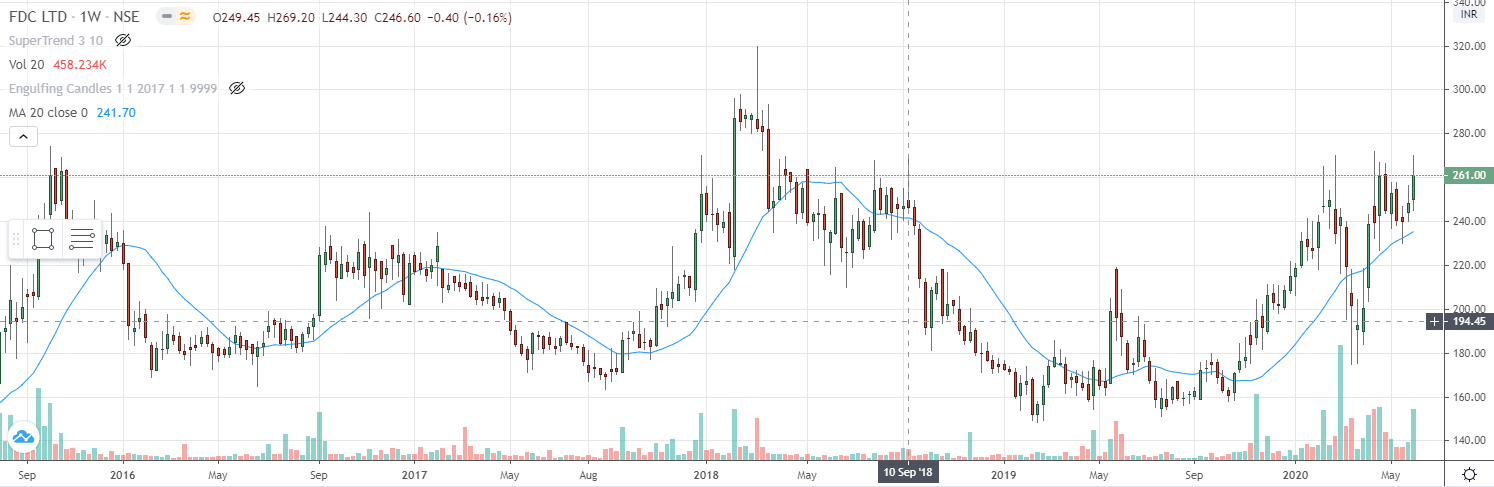 FDC LTD · 1W · NSE O249.45 H269.20 L244.30 C246.60 −0.40 (−0.16%)
SuperTrend 3 10
Vol 20 458.234K
Engulfing Candles 1 1 2017 1 1 9999
MA 20 close 0 241.70
340.00
INR
320.00
300.00
280.00
261.00
240.00
220.00
200.00
194.45
180.00
160.00
140.00
Sep 2016 May Sep 2017 May Aug 2018 May 10 Sep '18 2019 May Sep 2020 May